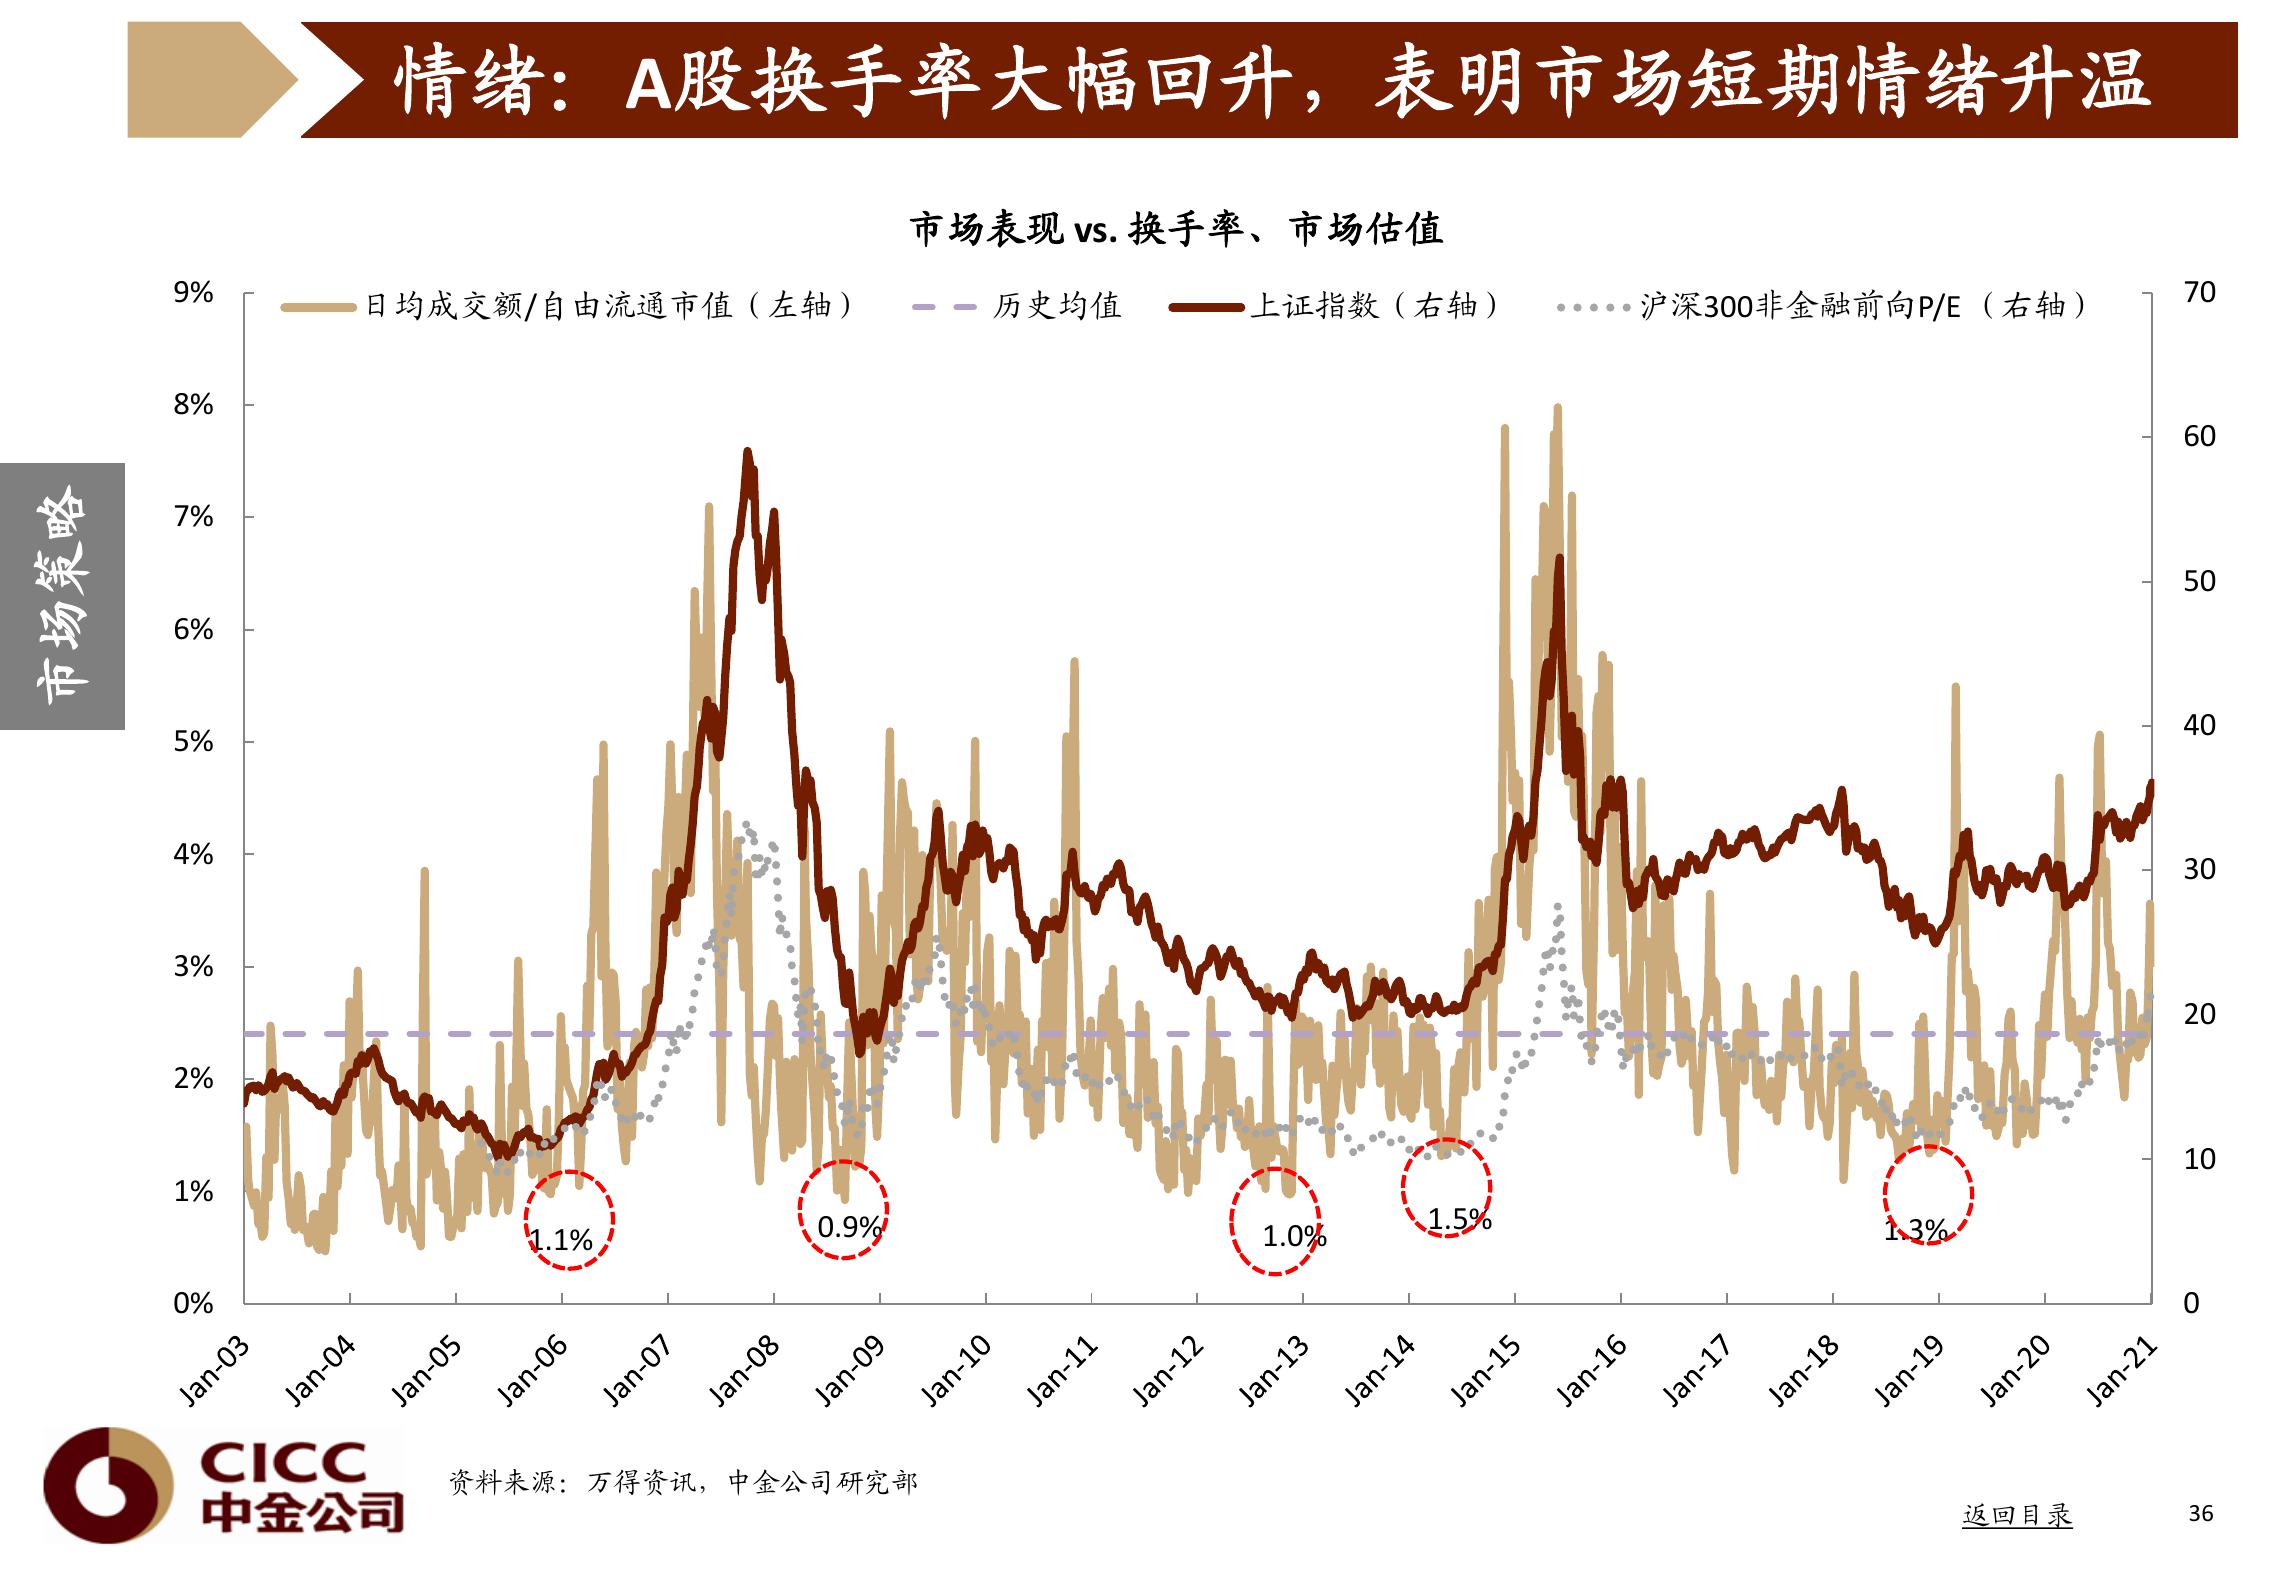 情绪：A股换手率大幅回升，表明市场短期情绪升温
市场策略
市场表现 vs. 换手率、市场估值
日均成交额/自由流通市值（左轴）
历史均值
上证指数（右轴）
沪深300非金融前向P/E（右轴）
9%
8%
7%
6%
5%
4%
3%
2%
1%
0%
70
60
50
40
30
20
10
0
1.1%
0.9%
1.0%
1.5%
1.3%
Jan-03
Jan-04
Jan-05
Jan-06
Jan-07
Jan-08
Jan-09
Jan-10
Jan-11
Jan-12
Jan-13
Jan-14
Jan-15
Jan-16
Jan-17
Jan-18
Jan-19
Jan-20
Jan-21
CICC
中金公司
资料来源：万得资讯，中金公司研究部
返回目录
36